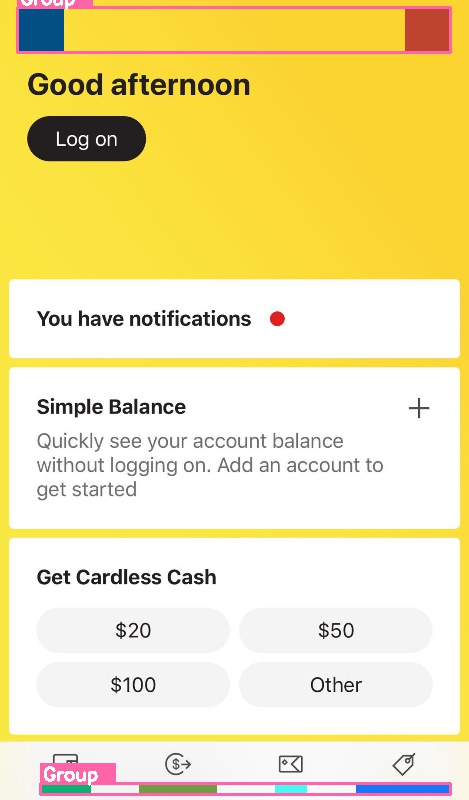 Group
Good afternoon
Log on
You have notifications
Simple Balance
Quickly see your account balance
without logging on. Add an account to
get started
Get Cardless Cash
$20
$50
$100
Other
$
Group